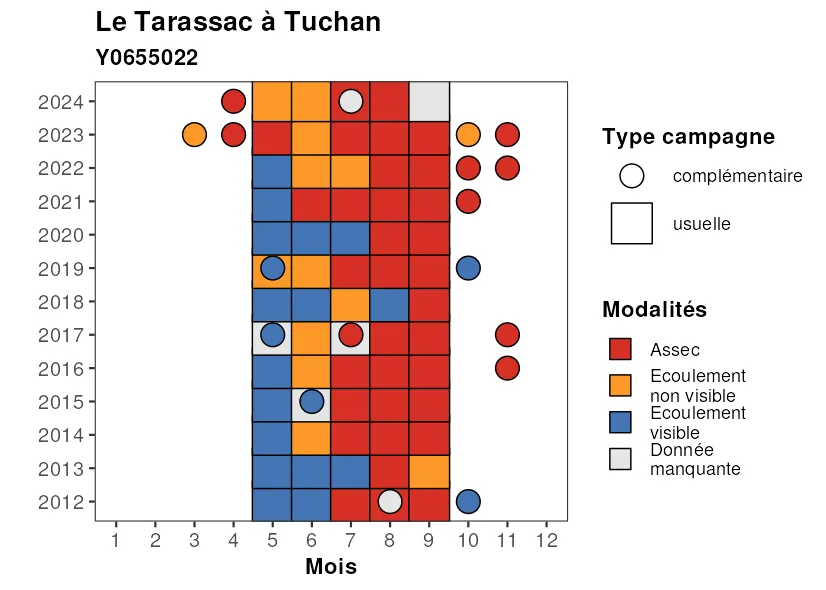 Le Tarassac à Tuchan
Y0655022
2024
2023
2022
2021
2020
2019
2018
2017
2016
2015
2014
2013
2012
1 2 3 4 5 6 7 8 9 10 11 12
Mois
Type campagne
complémentaire
usuelle
Modalités
Assec
Ecoulement
non visible
Ecoulement
visible
Donnée
manquante